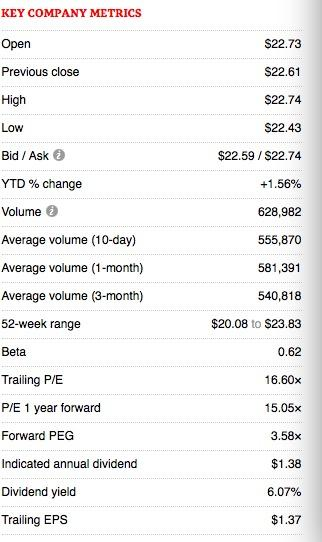 KEY COMPANY METRICS
Open $22.73
Previous close $22.61
High $22.74
Low $22.43
Bid / Ask $22.59 / $22.74
YTD % change +1.56%
Volume 628,982
Average volume (10-day) 555,870
Average volume (1-month) 581,391
Average volume (3-month) 540,818
52-week range $20.08 to $23.83
Beta 0.62
Trailing P/E 16.60×
P/E 1 year forward 15.05×
Forward PEG 3.58×
Indicated annual dividend $1.38
Dividend yield 6.07%
Trailing EPS $1.37